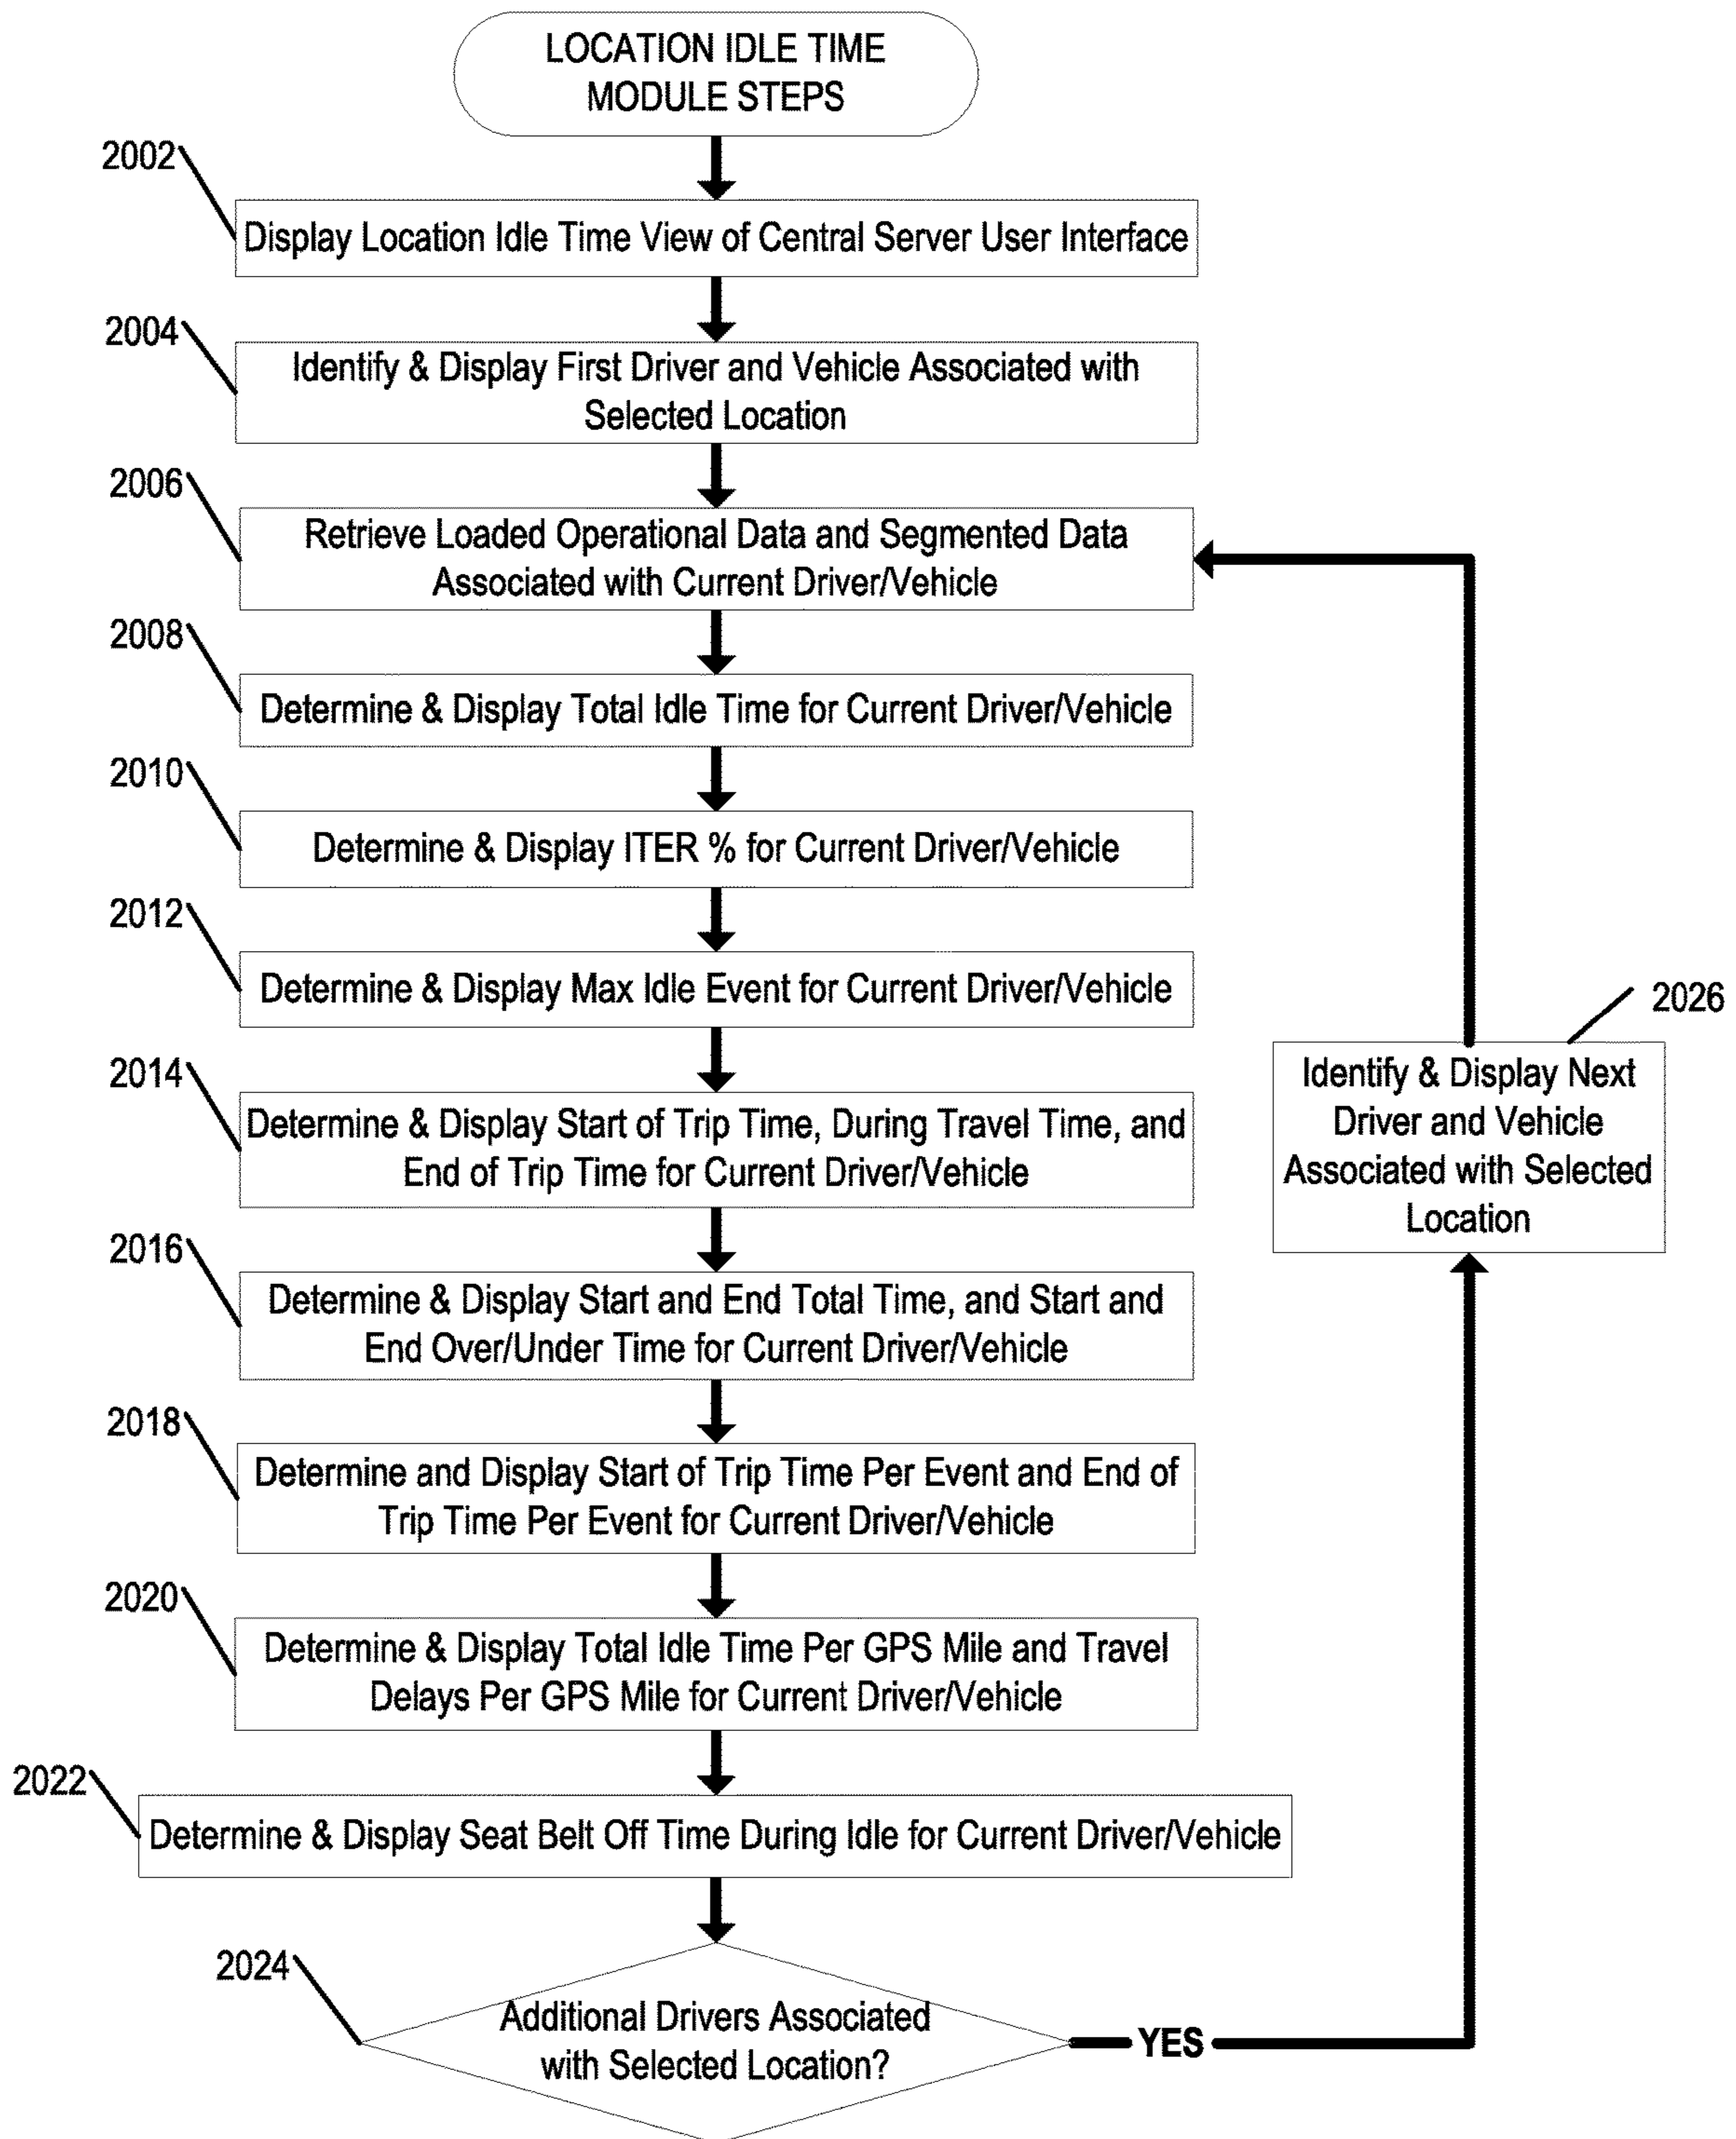 LOCATION IDLE TIME
MODULE STEPS
2002
Display Location Idle Time View of Central Server User Interface
2004
Identify & Display First Driver and Vehicle Associated with
Selected Location
2006
Retrieve Loaded Operational Data and Segmented Data
Associated with Current Driver/Vehicle
2008
Determine & Display Total Idle Time for Current Driver/Vehicle
2010
Determine & Display ITER % for Current Driver/Vehicle
2012
Determine & Display Max Idle Event for Current Driver/Vehicle
2014
Determine & Display Start of Trip Time, During Travel Time, and
End of Trip Time for Current Driver/Vehicle
2016
Determine & Display Start and End Total Time, and Start and
End Over/Under Time for Current Driver/Vehicle
2018
Determine and Display Start of Trip Time Per Event and End of
Trip Time Per Event for Current Driver/Vehicle
2020
Determine & Display Total Idle Time Per GPS Mile and Travel
Delays Per GPS Mile for Current Driver/Vehicle
2022
Determine & Display Seat Belt Off Time During Idle for Current Driver/Vehicle
2024
Additional Drivers Associated
with Selected Location?
YES
2026
Identify & Display Next
Driver and Vehicle
Associated with Selected
Location